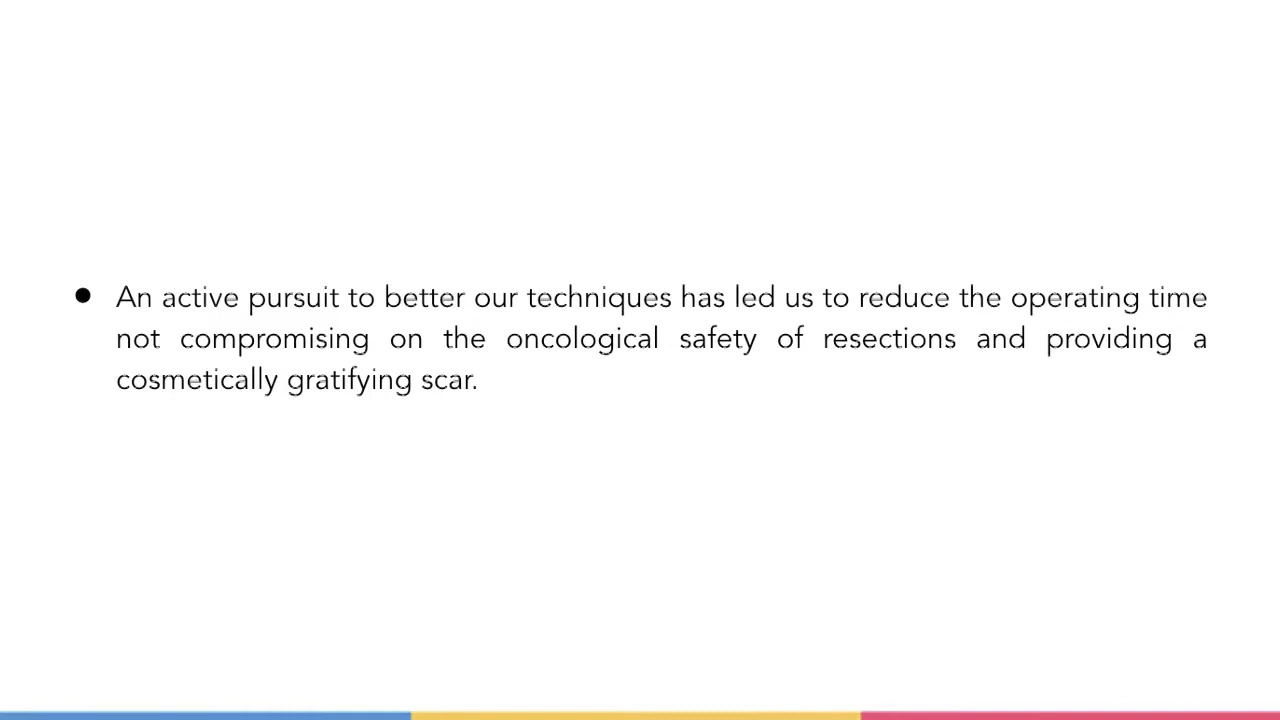 ● An active pursuit to better our techniques has led us to reduce the operating time
not compromising on the oncological safety of resections and providing a
cosmetically gratifying scar.